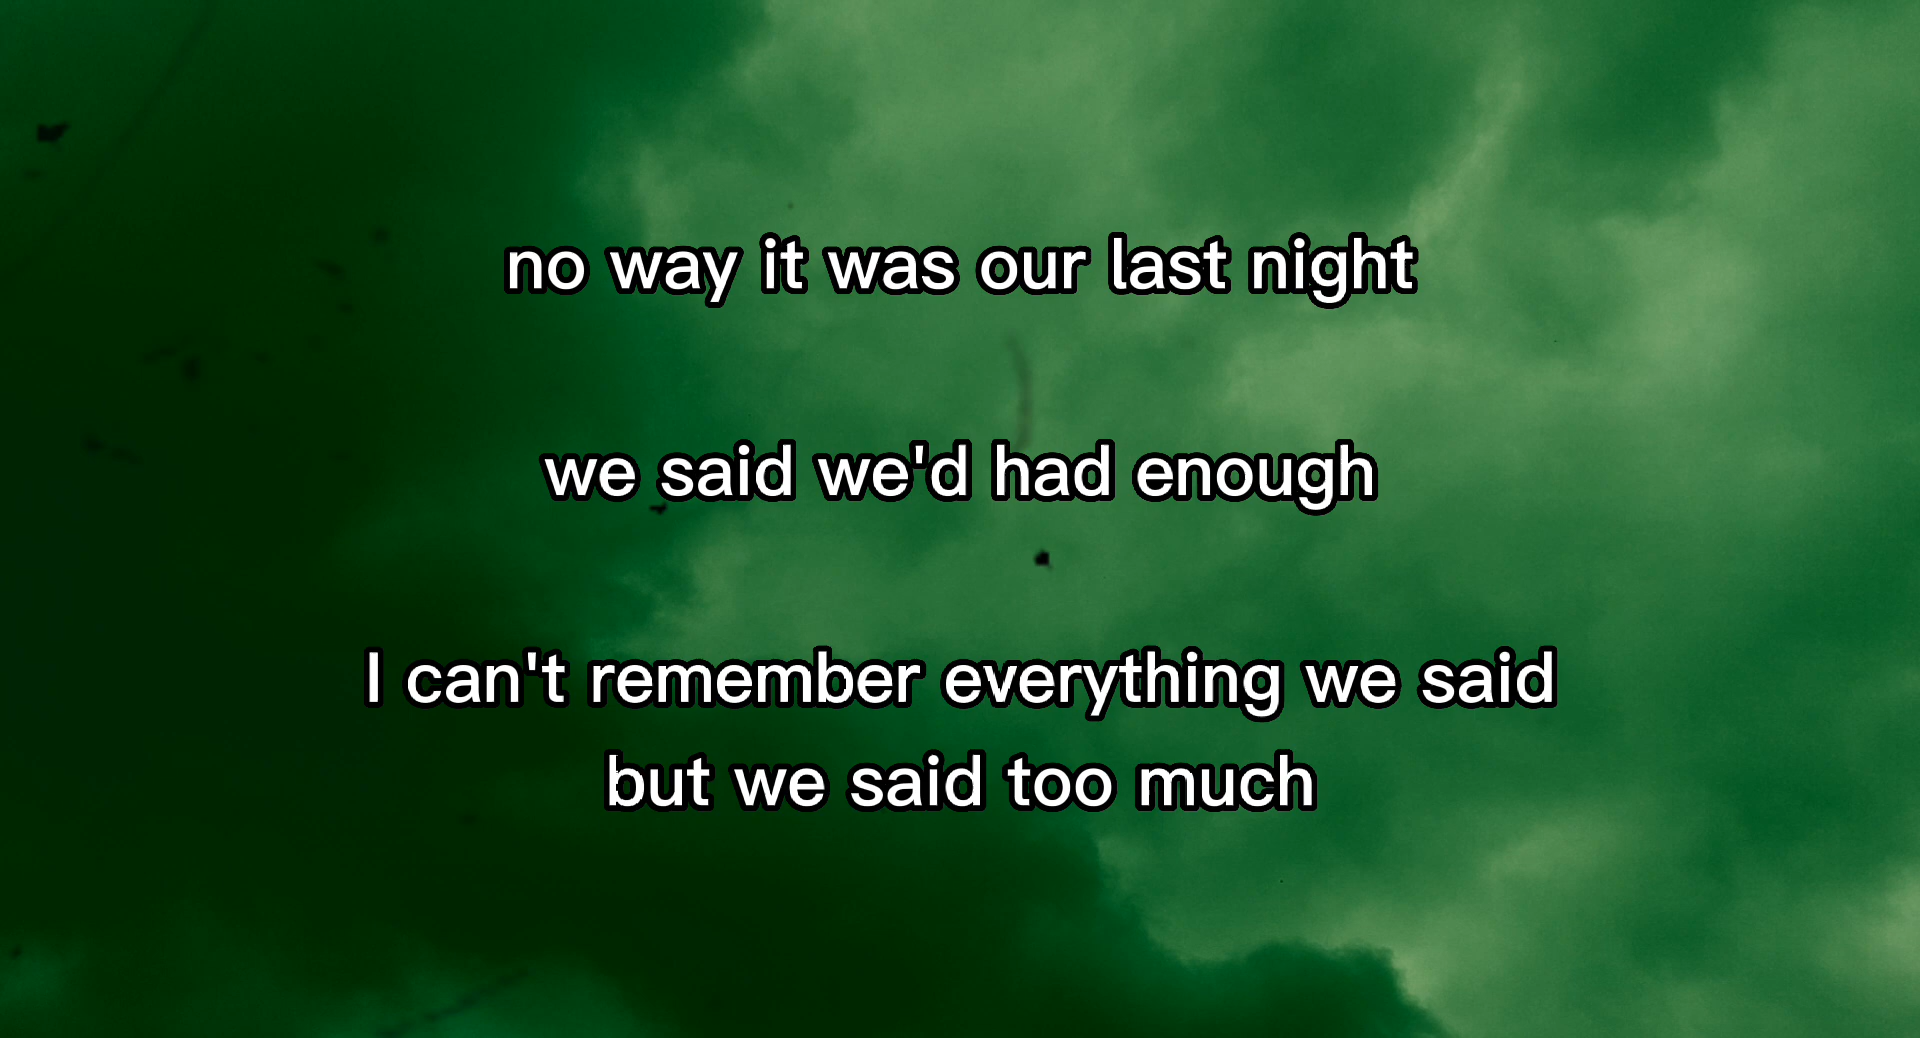 no way it was our last night
we said we'd had enough
I can't remember everything we said
but we said too much